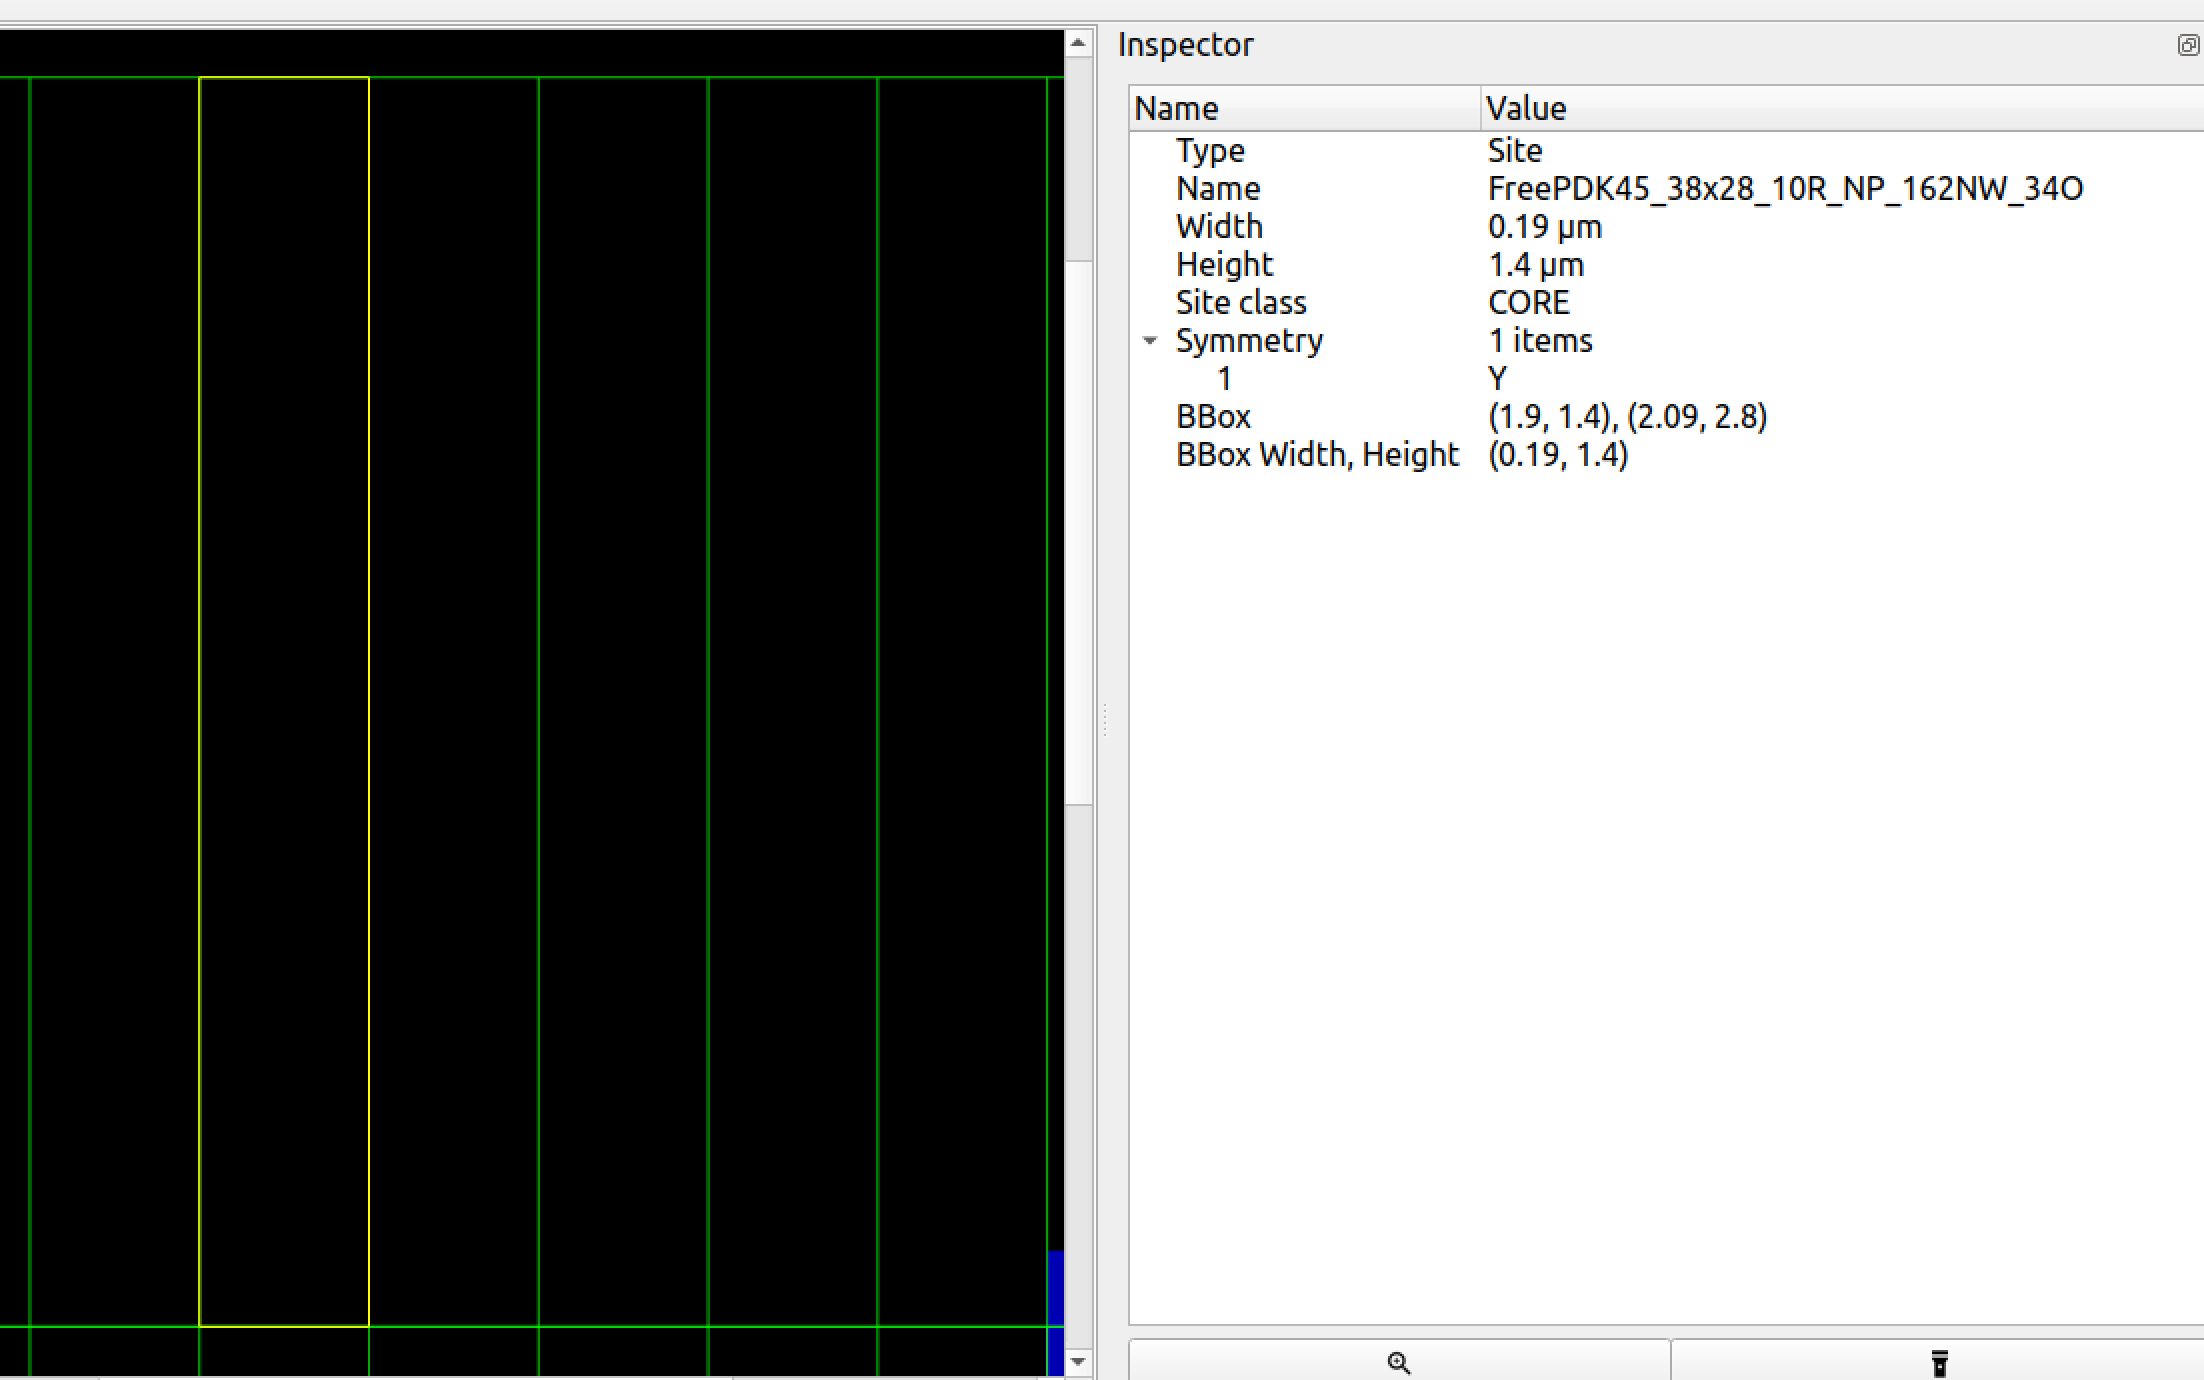 Inspector
Name Value
Type Site
Name FreePDK45_38x28_10R_NP_162NW_34O
Width 0.19 μm
Height 1.4 μm
Site class CORE
Symmetry 1 items
1 Y
BBox (1.9, 1.4), (2.09, 2.8)
BBox Width, Height (0.19, 1.4)